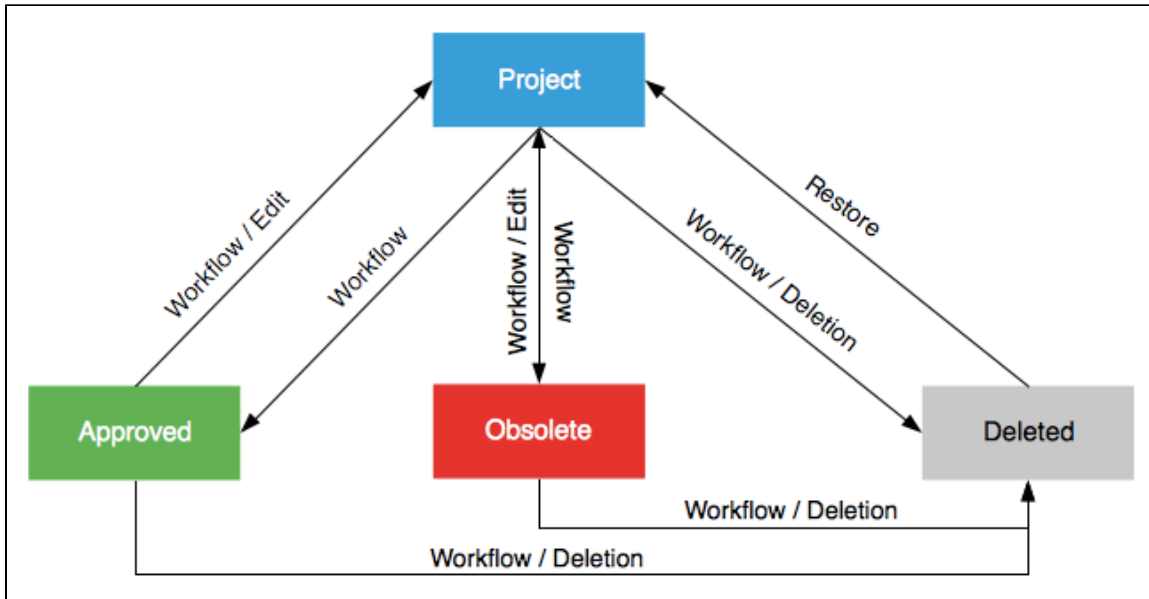 Project
Workflow / Edit
Workflow
Workflow / Edit
Workflow
Workflow / Deletion
Restore
Approved
Obsolete
Deleted
Workflow / Deletion
Workflow / Deletion